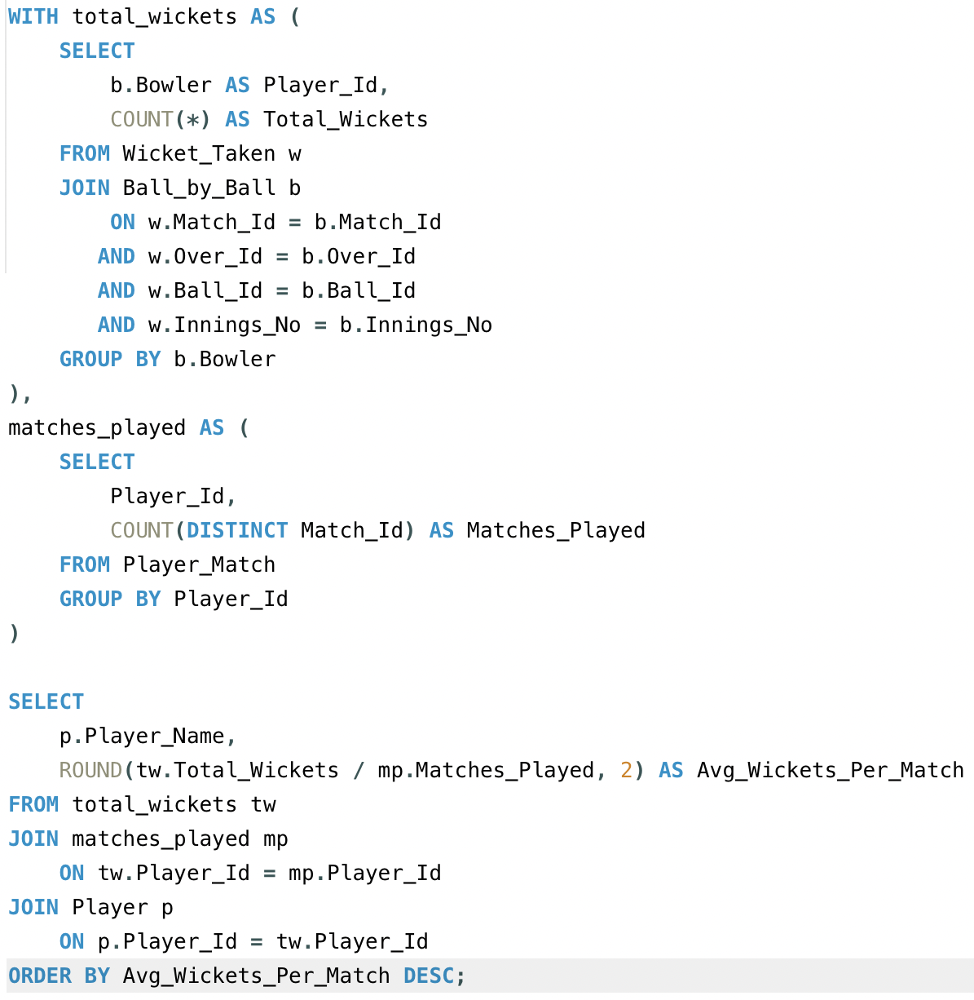 WITH total_wickets AS (
    SELECT
        b.Bowler AS Player_Id,
        COUNT(*) AS Total_Wickets
    FROM Wicket_Taken w
    JOIN Ball_by_Ball b
        ON w.Match_Id = b.Match_Id
       AND w.Over_Id = b.Over_Id
       AND w.Ball_Id = b.Ball_Id
       AND w.Innings_No = b.Innings_No
    GROUP BY b.Bowler
),
matches_played AS (
    SELECT
        Player_Id,
        COUNT(DISTINCT Match_Id) AS Matches_Played
    FROM Player_Match
    GROUP BY Player_Id
)

SELECT
    p.Player_Name,
    ROUND(tw.Total_Wickets / mp.Matches_Played, 2) AS Avg_Wickets_Per_Match
FROM total_wickets tw
JOIN matches_played mp
    ON tw.Player_Id = mp.Player_Id
JOIN Player p
    ON p.Player_Id = tw.Player_Id
ORDER BY Avg_Wickets_Per_Match DESC;